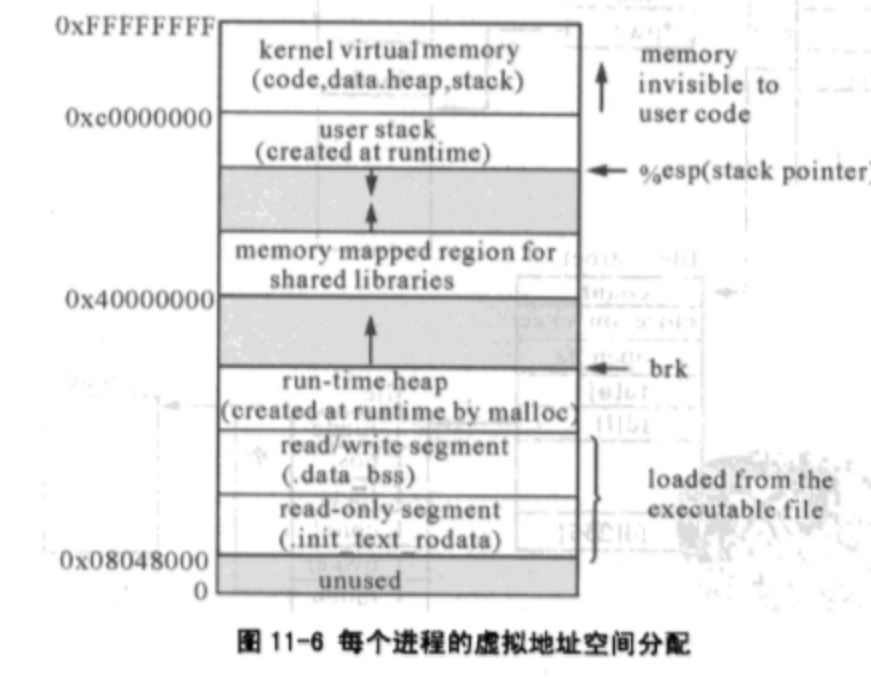 0xFFFFFFFF
kernel virtual memory
(code,data.heap,stack)
memory
invisible to
user code
0xc0000000
user stack
(created at runtime)
%esp(stack pointer)
memory mapped region for
shared libraries
0x40000000
brk
run-time heap
(created at runtime by malloc)
read/write segment
(.data_bss)
loaded from the
executable file
read-only segment
(.init_text_rodata)
0x08048000
unused
0
图 11-6 每个进程的虚拟地址空间分配